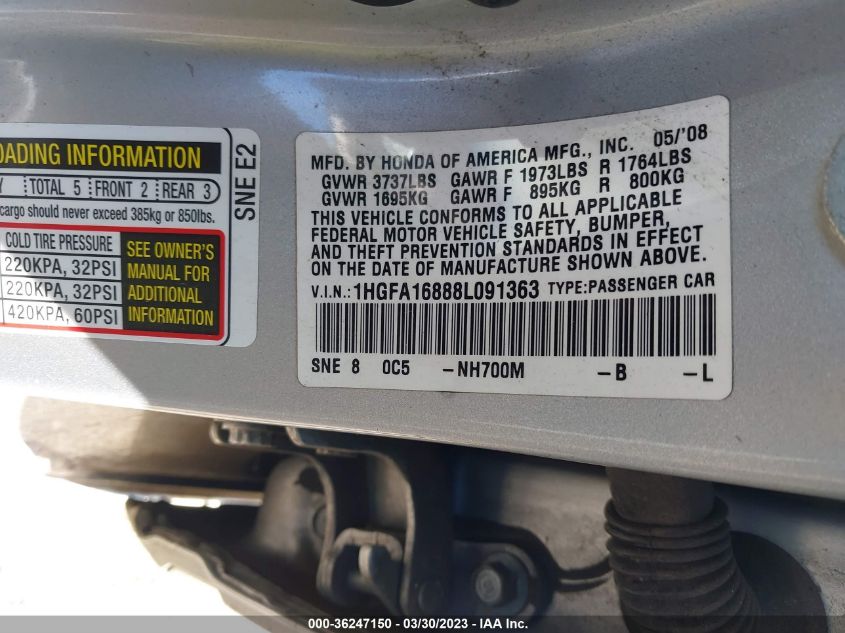 OADING INFORMATION
Y TOTAL 5 FRONT 2 REAR 3
cargo should never exceed 385kg or 850lbs.
COLD TIRE PRESSURE
220KPA, 32PSI
220KPA, 32PSI
420KPA, 60PSI
SEE OWNER'S
MANUAL FOR
ADDITIONAL
INFORMATION
SNE E2
MFD. BY HONDA OF AMERICA MFG., INC. 05/'08
GVWR 3737LBS GAWR F 1973LBS R 1764LBS
GVWR 1695KG GAWR F 895KG R 800KG
THIS VEHICLE CONFORMS TO ALL APPLICABLE
FEDERAL MOTOR VEHICLE SAFETY, BUMPER,
AND THEFT PREVENTION STANDARDS IN EFFECT
ON THE DATE OF MANUFACTURE SHOWN ABOVE.
V.I.N.: 1HGFA16888L091363 TYPE:PASSENGER CAR
SNE 8 0C5 -NH700M -B -L
000-36247150 — 03/30/2023 — IAA Inc.